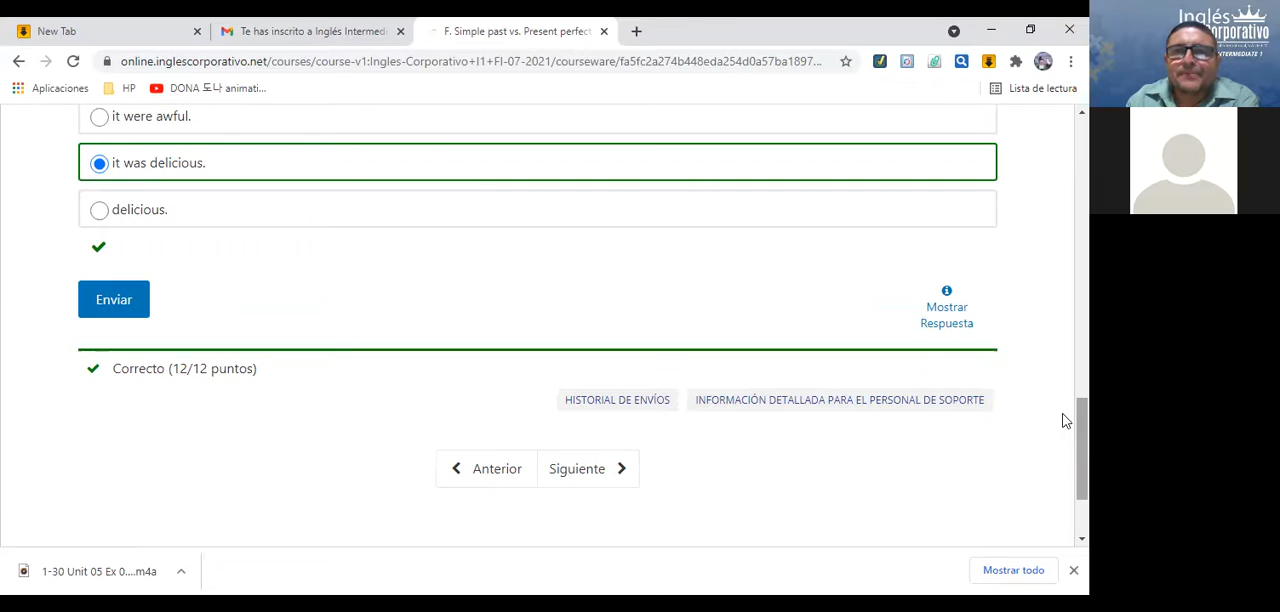 New Tab
Te has inscrito a Inglés Intermedi
F. Simple past vs. Present perfect
online.inglescorporativo.net/courses/course-v1:Ingles-Corporativo+I1+FI-07-2021/courseware/fa5fc2a274b448eda254d0a57ba1897...
Aplicaciones
HP
DONA 도나 animati...
Lista de lectura
Inglés
Corporativo
INTERMEDIATE 1
it were awful.
it was delicious.
delicious.
Enviar
Mostrar
Respuesta
Correcto (12/12 puntos)
HISTORIAL DE ENVÍOS
INFORMACIÓN DETALLADA PARA EL PERSONAL DE SOPORTE
Anterior
Siguiente
1-30 Unit 05 Ex 0....m4a
Mostrar todo